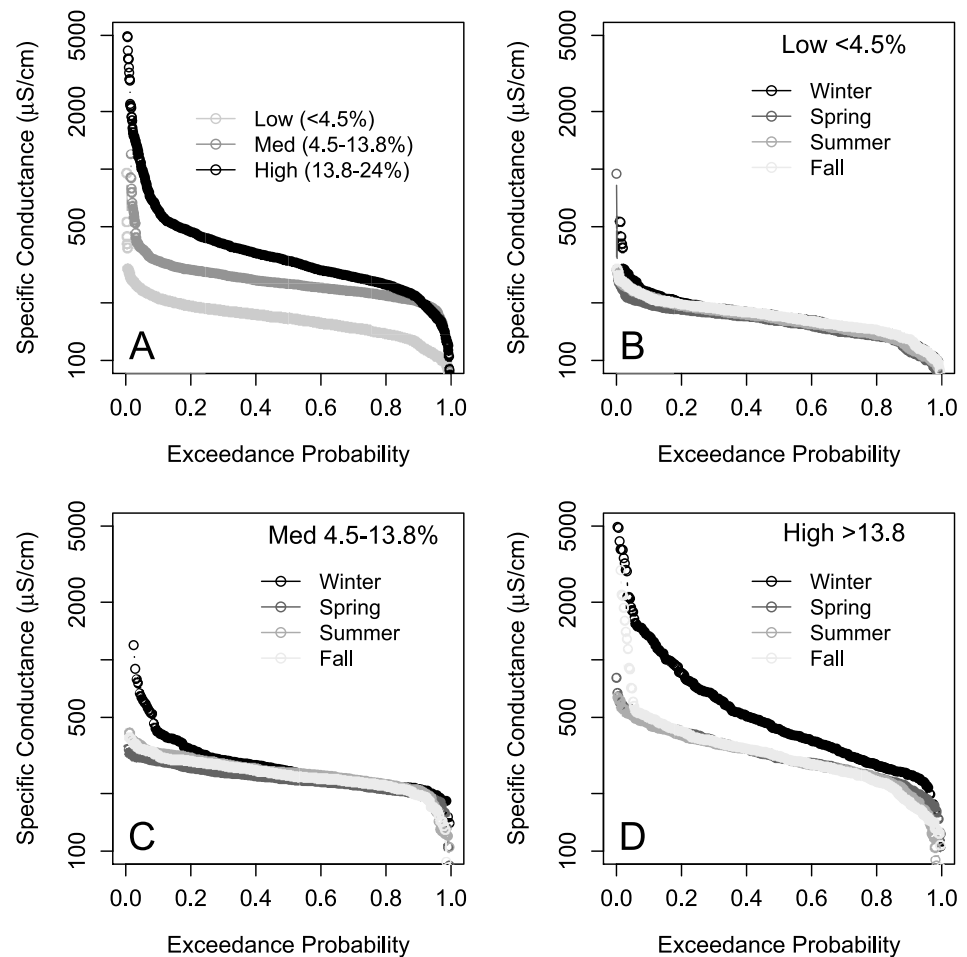 5000
2000
500
100
Specific Conductance (µS/cm)
Low (<4.5%)
Med (4.5-13.8%)
High (13.8-24%)
A
0.0 0.2 0.4 0.6 0.8 1.0
Exceedance Probability
5000
2000
500
100
Specific Conductance (µS/cm)
Low <4.5%
Winter
Spring
Summer
Fall
B
0.0 0.2 0.4 0.6 0.8 1.0
Exceedance Probability
5000
2000
500
100
Specific Conductance (µS/cm)
Med 4.5-13.8%
Winter
Spring
Summer
Fall
C
0.0 0.2 0.4 0.6 0.8 1.0
Exceedance Probability
5000
2000
500
100
Specific Conductance (µS/cm)
High >13.8
Winter
Spring
Summer
Fall
D
0.0 0.2 0.4 0.6 0.8 1.0
Exceedance Probability